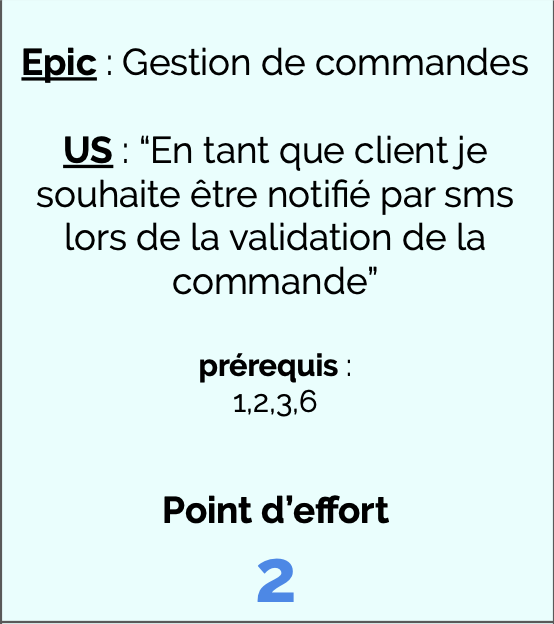 Epic : Gestion de commandes
US : “En tant que client je
souhaite être notifié par sms
lors de la validation de la
commande”
prérequis :
1,2,3,6
Point d’effort
2